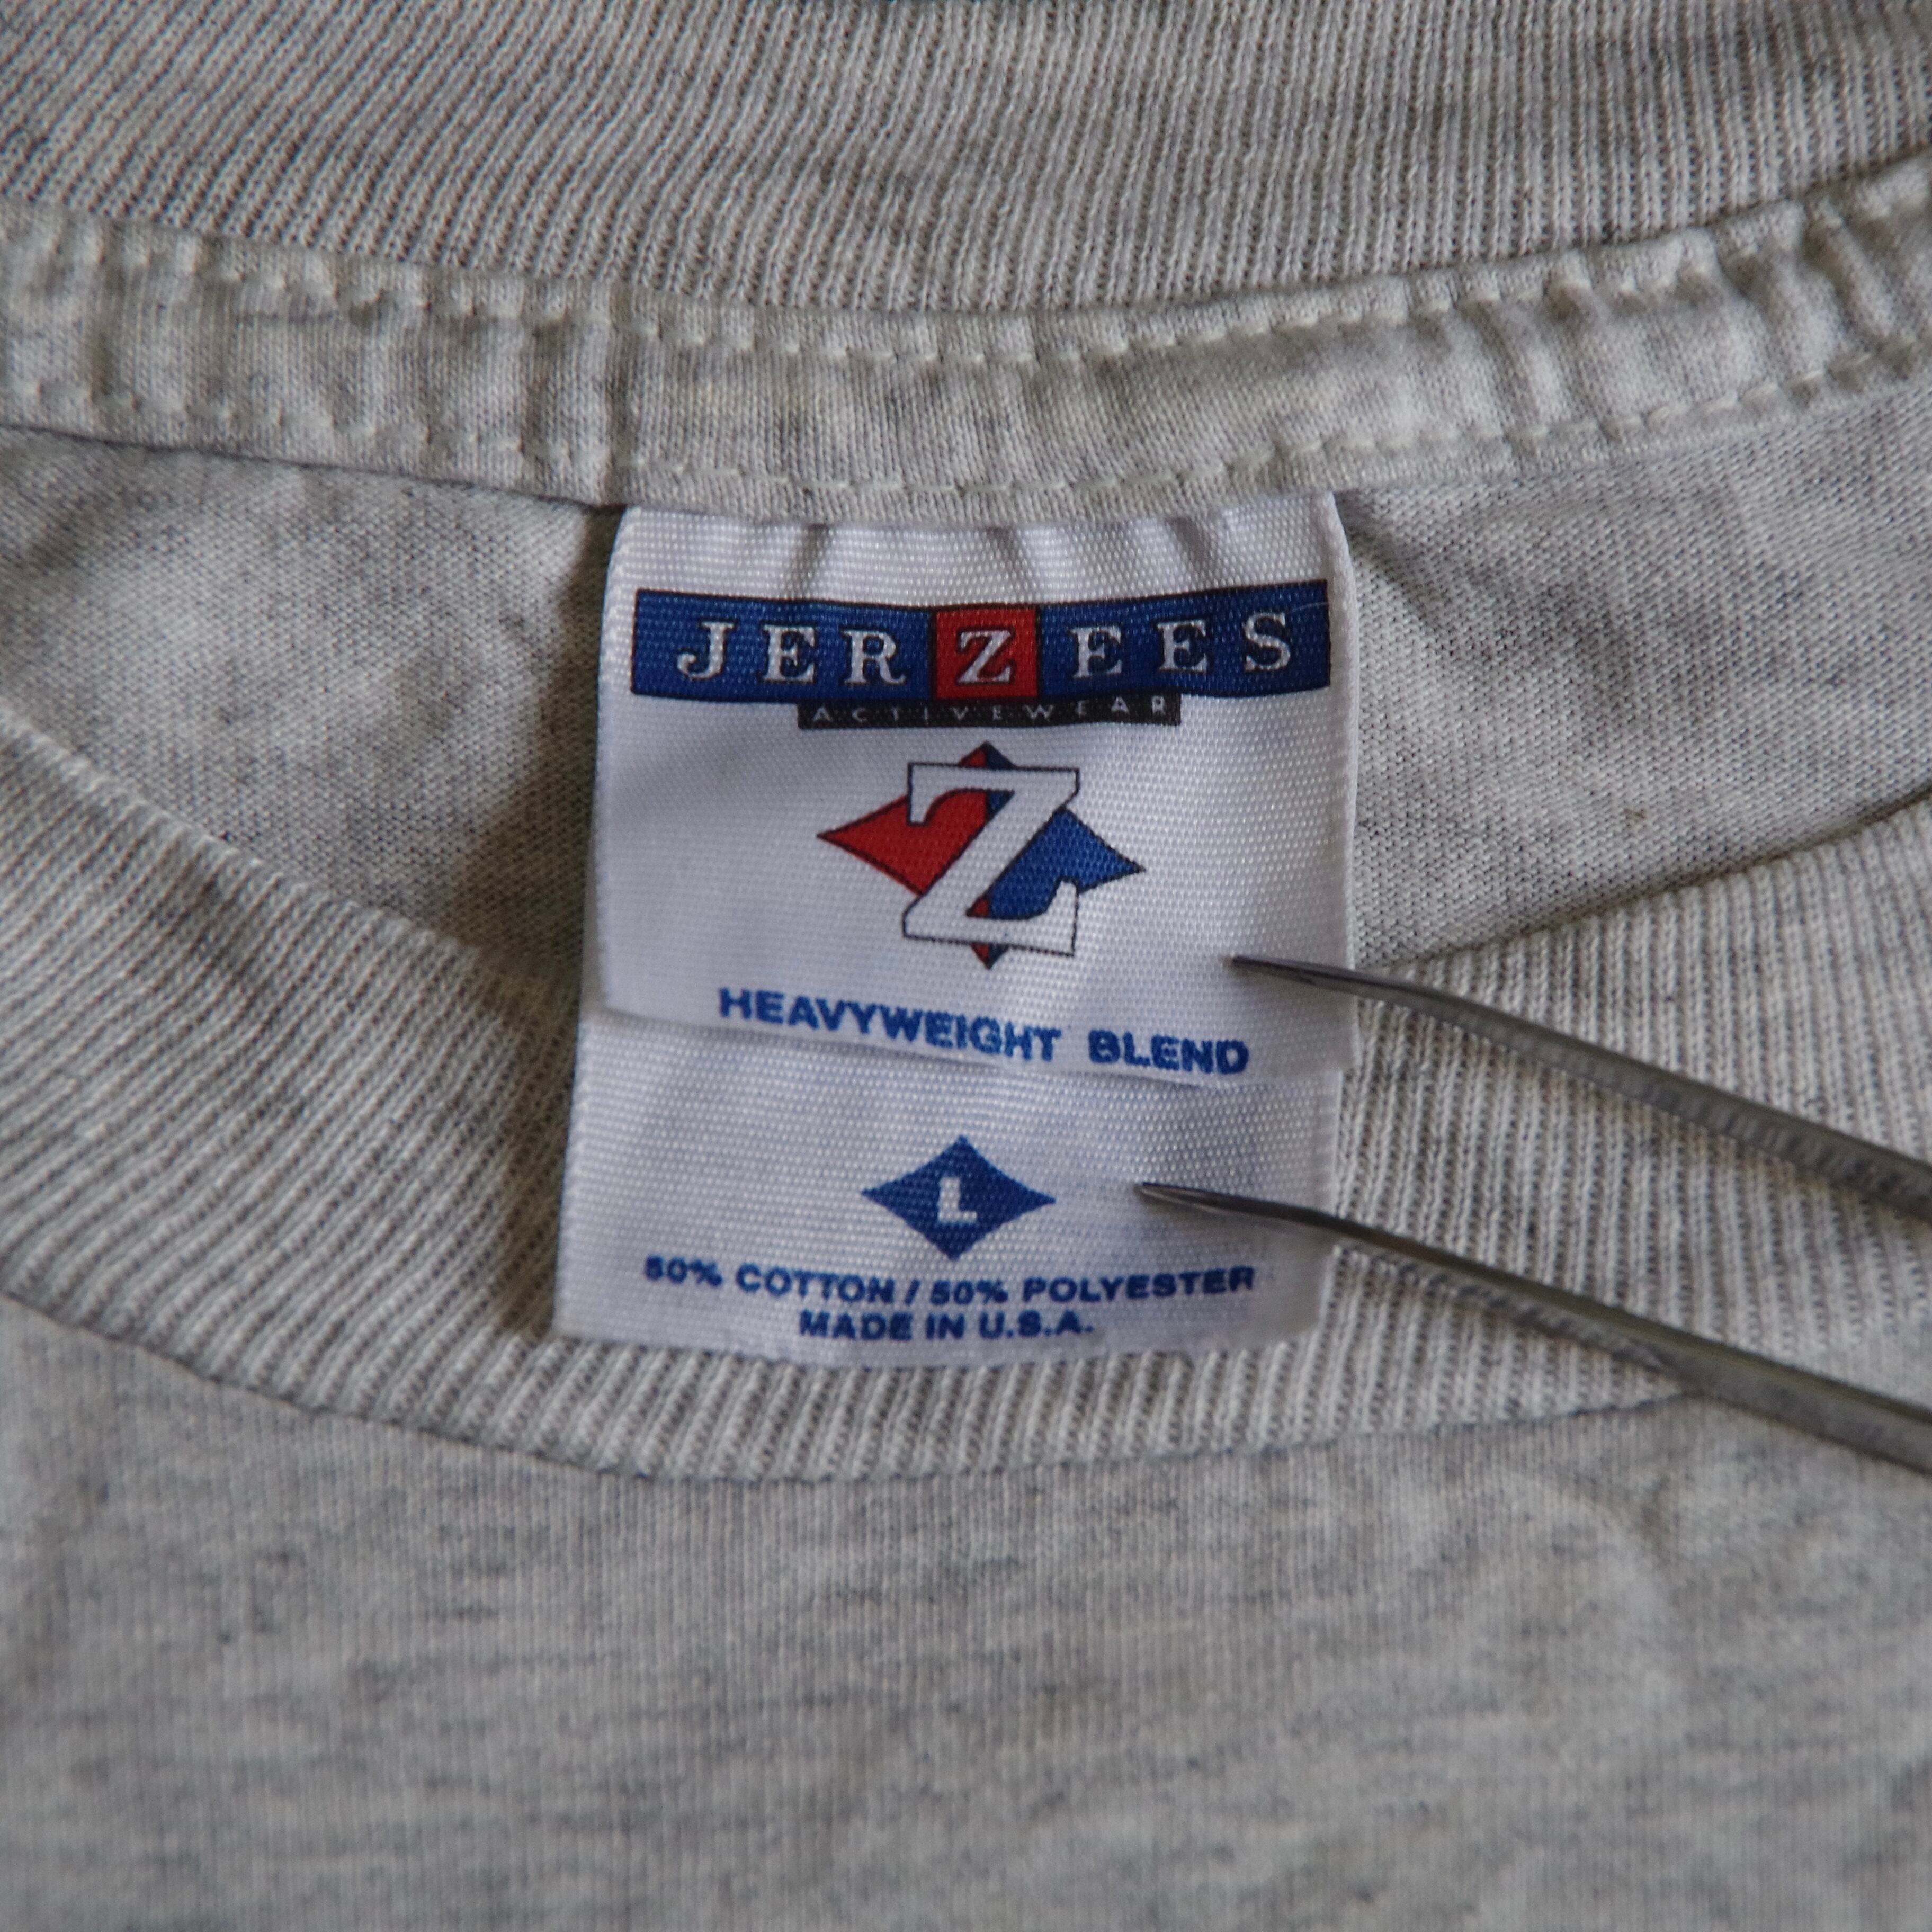 JERZEES
ACTIVEWEAR
Z
HEAVYWEIGHT BLEND
L
50% COTTON / 50% POLYESTER
MADE IN U.S.A.